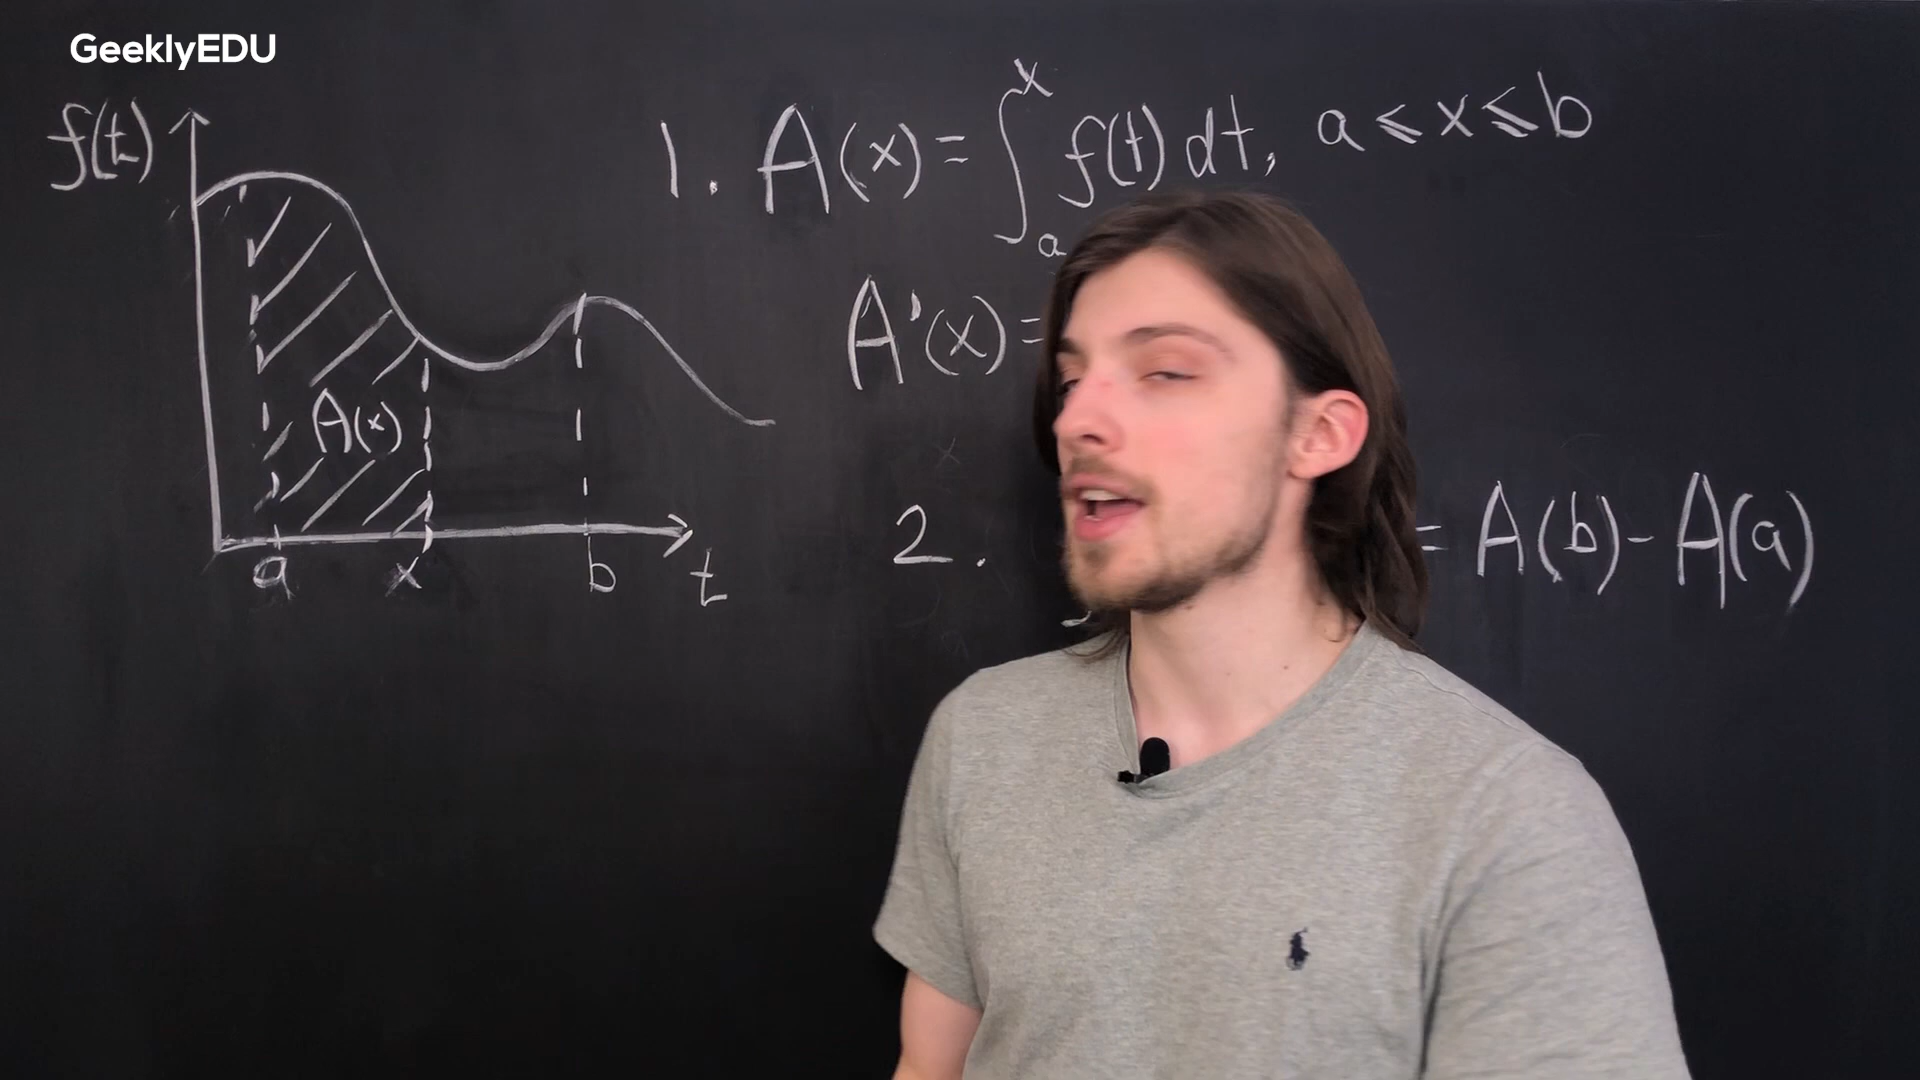 GeeklyEDU
f(t)
1. A(x) = ∫ₐˣ f(t) dt, a ≤ x ≤ b
A'(x) =
A(x)
2. = A(b) - A(a)
a x b t